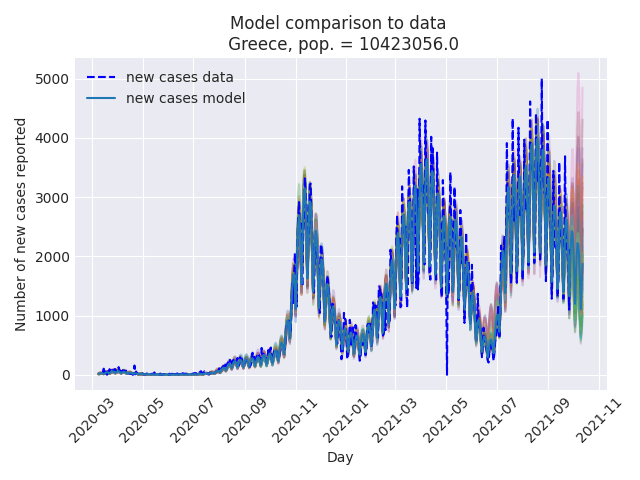 Model comparison to data
Greece, pop. = 10423056.0
new cases data
new cases model
Number of new cases reported
5000
4000
3000
2000
1000
0
2020-03
2020-05
2020-07
2020-09
2020-11
2021-01
2021-03
2021-05
2021-07
2021-09
2021-11
Day